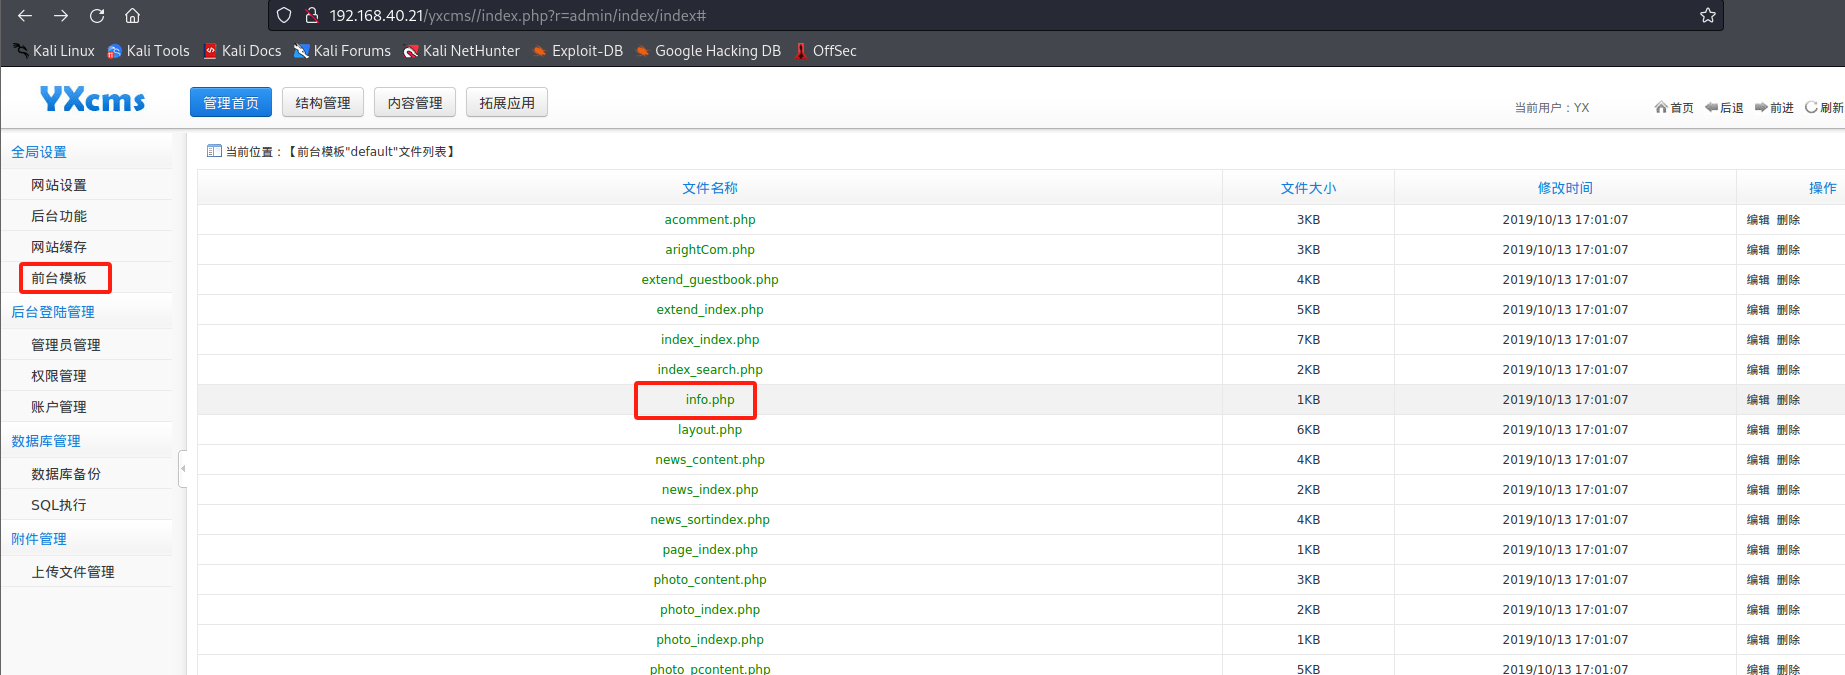 192.168.40.21/yxcms//index.php?r=admin/index/index#
Kali Linux Kali Tools Kali Docs Kali Forums Kali NetHunter Exploit-DB Google Hacking DB OffSec
YXcms 管理首页 结构管理 内容管理 拓展应用 当前用户：YX 首页 后退 前进 刷新
全局设置
网站设置
后台功能
网站缓存
前台模板
后台登陆管理
管理员管理
权限管理
账户管理
数据库管理
数据库备份
SQL执行
附件管理
上传文件管理
当前位置：【前台模板"default"文件列表】
文件名称 文件大小 修改时间 操作
acomment.php 3KB 2019/10/13 17:01:07 编辑 删除
arightCom.php 3KB 2019/10/13 17:01:07 编辑 删除
extend_guestbook.php 4KB 2019/10/13 17:01:07 编辑 删除
extend_index.php 5KB 2019/10/13 17:01:07 编辑 删除
index_index.php 7KB 2019/10/13 17:01:07 编辑 删除
index_search.php 2KB 2019/10/13 17:01:07 编辑 删除
info.php 1KB 2019/10/13 17:01:07 编辑 删除
layout.php 6KB 2019/10/13 17:01:07 编辑 删除
news_content.php 4KB 2019/10/13 17:01:07 编辑 删除
news_index.php 2KB 2019/10/13 17:01:07 编辑 删除
news_sortindex.php 4KB 2019/10/13 17:01:07 编辑 删除
page_index.php 1KB 2019/10/13 17:01:07 编辑 删除
photo_content.php 3KB 2019/10/13 17:01:07 编辑 删除
photo_index.php 2KB 2019/10/13 17:01:07 编辑 删除
photo_indexp.php 1KB 2019/10/13 17:01:07 编辑 删除
photo_pcontent.php 5KB 2019/10/13 17:01:07 编辑 删除